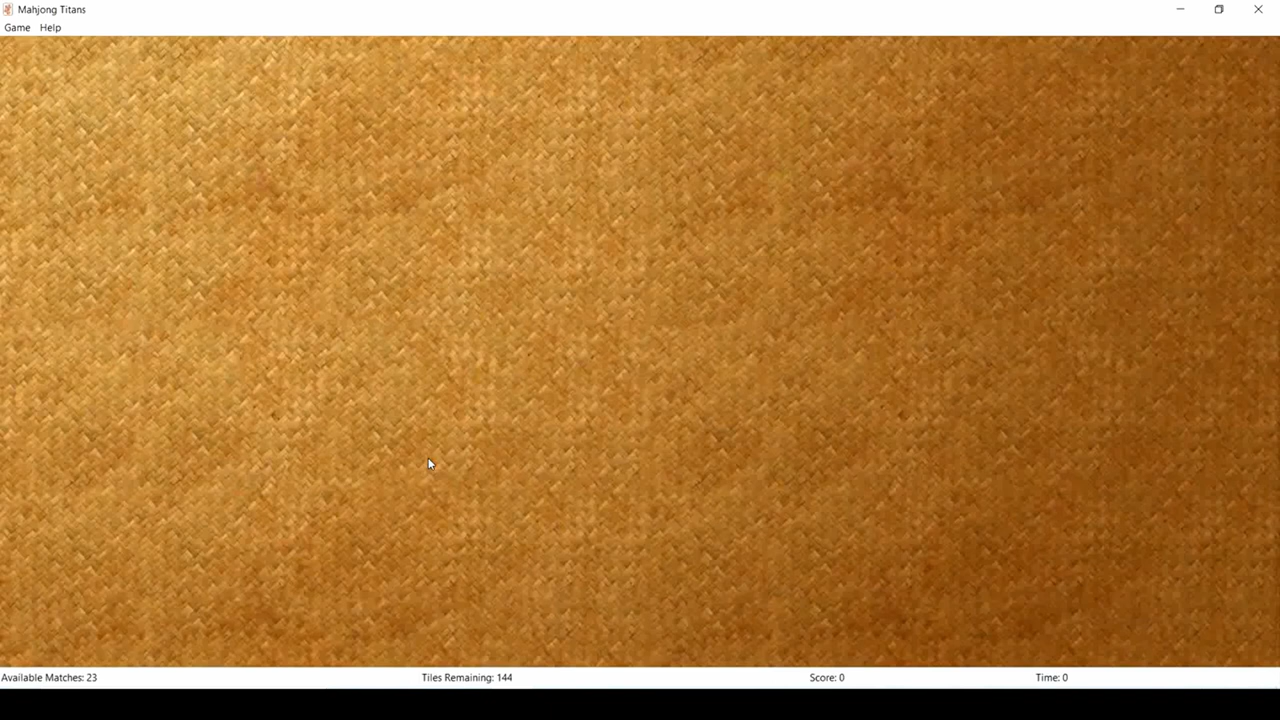 Mahjong Titans
Game Help
Available Matches: 23 Tiles Remaining: 144 Score: 0 Time: 0